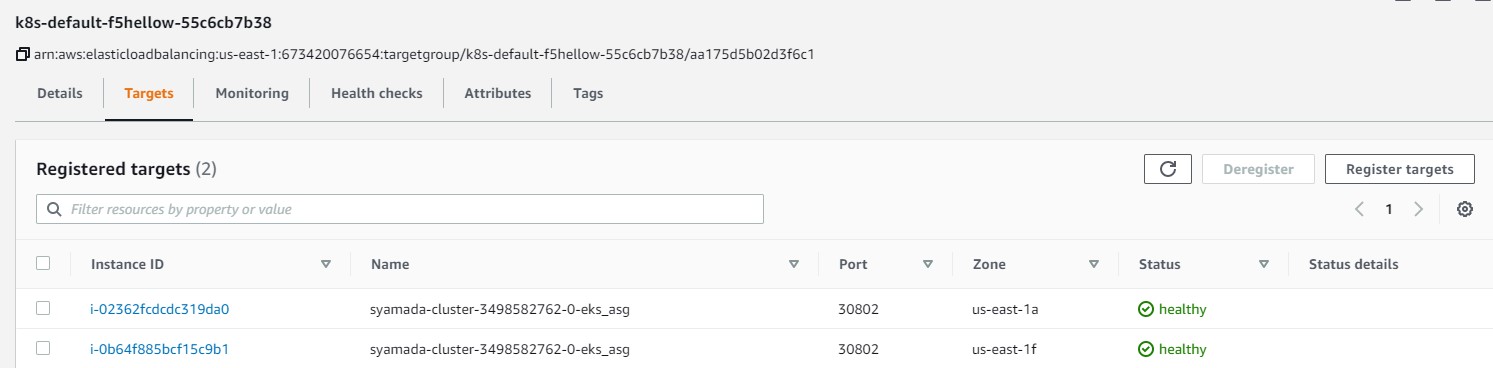 k8s-default-f5hellow-55c6cb7b38
arn:aws:elasticloadbalancing:us-east-1:673420076654:targetgroup/k8s-default-f5hellow-55c6cb7b38/aa175d5b02d3f6c1
Details Targets Monitoring Health checks Attributes Tags
Registered targets (2) Deregister Register targets
Filter resources by property or value 1
Instance ID Name Port Zone Status Status details
i-02362fcdcdc319da0 syamada-cluster-3498582762-0-eks_asg 30802 us-east-1a healthy
i-0b64f885bcf15c9b1 syamada-cluster-3498582762-0-eks_asg 30802 us-east-1f healthy